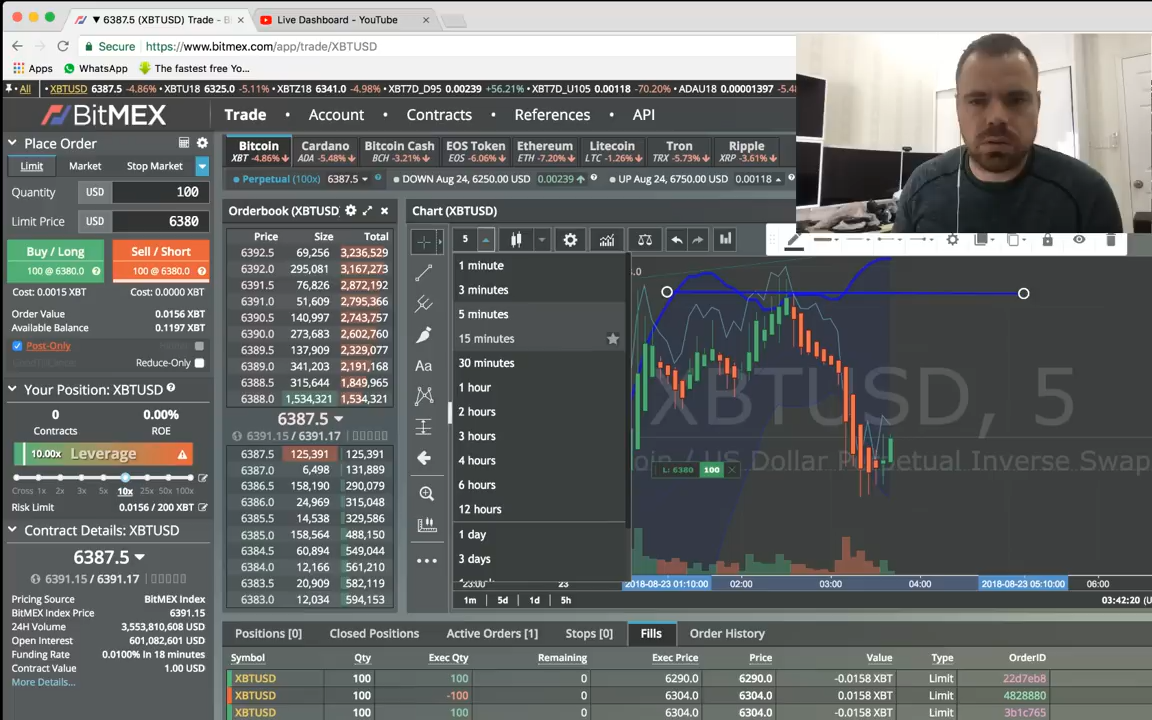 ▼ 6387.5 (XBTUSD) Trade - B
Live Dashboard - YouTube
Secure https://www.bitmex.com/app/trade/XBTUSD
Apps WhatsApp The fastest free Yo...
All XBTUSD 6387.5 -4.86% • XBTU18 6325.0 -5.11% • XBTZ18 6341.0 -4.98% • XBT7D_D95 0.00239 +56.21% • XBT7D_U105 0.00118 -70.20% • ADAU18 0.00001397
BitMEX
Trade • Account • Contracts • References • API
Place Order
Limit Market Stop Market
Quantity USD 100
Limit Price USD 6380
Buy / Long
100 @ 6380.0
Sell / Short
100 @ 6380.0
Cost: 0.0015 XBT Cost: 0.0000 XBT
Order Value 0.0156 XBT
Available Balance 0.1197 XBT
Post-Only
Reduce-Only
Your Position: XBTUSD
0 0.00%
Contracts ROE
10.00x Leverage
Cross 1x 2x 3x 5x 10x 25x 50x 100x
Risk Limit 0.0156 / 200 XBT
Contract Details: XBTUSD
6387.5
6391.15 / 6391.17
Pricing Source BitMEX Index
BitMEX Index Price 6391.15
24H Volume 3,553,810,608 USD
Open Interest 601,082,601 USD
Funding Rate 0.0100% In 18 minutes
Contract Value 1.00 USD
More Details...
Bitcoin Cardano Bitcoin Cash EOS Token Ethereum Litecoin Tron Ripple
XBT -4.86% ADA -5.48% BCH -3.21% EOS -6.06% ETH -7.20% LTC -1.26% TRX -5.73% XRP -3.61%
Perpetual (100x) 6387.5 DOWN Aug 24, 6250.00 USD 0.00239 UP Aug 24, 6750.00 USD 0.00118
Orderbook (XBTUSD)
Price Size Total
6392.5 69,256 3,236,529
6392.0 295,081 3,167,273
6391.5 76,826 2,872,192
6391.0 51,609 2,795,366
6390.5 140,997 2,743,757
6390.0 273,683 2,602,760
6389.5 137,909 2,329,077
6389.0 341,203 2,191,168
6388.5 315,644 1,849,965
6388.0 1,534,321 1,534,321
6387.5
6391.15 / 6391.17
6387.5 125,391 125,391
6387.0 6,498 131,889
6386.5 158,190 290,079
6386.0 24,969 315,048
6385.5 14,538 329,586
6385.0 158,564 488,150
6384.5 60,894 549,044
6384.0 12,166 561,210
6383.5 20,909 582,119
6383.0 12,034 594,153
Chart (XBTUSD)
5
Aa
1 minute
3 minutes
5 minutes
15 minutes
30 minutes
1 hour
2 hours
3 hours
4 hours
6 hours
12 hours
1 day
3 days
XBTUSD, 5
oin / US Dollar Perpetual Inverse Swap
L: 6380 100
23:00 23 2018-08-23 01:10:00 02:00 03:00 04:00 2018-08-23 05:10:00 06:00
1m 5d 1d 5h 03:42:20
Positions [0] Closed Positions Active Orders [1] Stops [0] Fills Order History
Symbol Qty Exec Qty Remaining Exec Price Price Value Type OrderID
XBTUSD 100 100 0 6290.0 6290.0 -0.0158 XBT Limit 22d7eb8
XBTUSD 100 -100 0 6304.0 6304.0 0.0158 XBT Limit 4828880
XBTUSD 100 100 0 6304.0 6304.0 -0.0158 XBT Limit 3b1c765